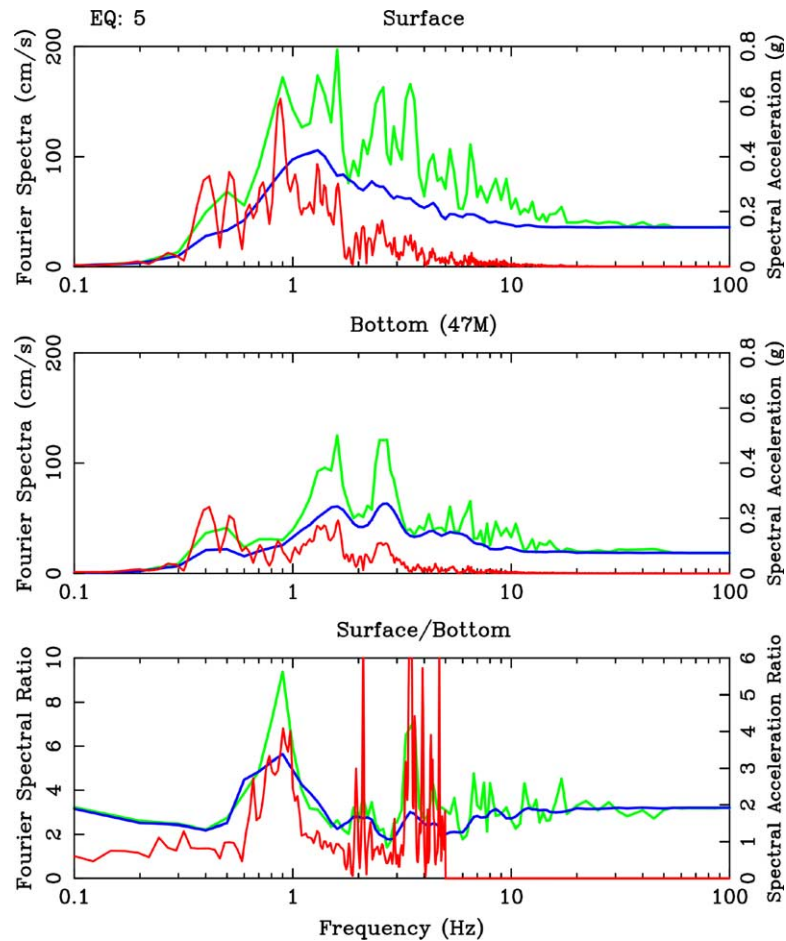 EQ: 5 Surface
Fourier Spectra (cm/s)
200
100
0
0.8
0.6
0.4
0.2
0
Spectral Acceleration (g)
0.1 1 10 100
Bottom (47M)
Fourier Spectra (cm/s)
200
100
0
0.8
0.6
0.4
0.2
0
Spectral Acceleration (g)
0.1 1 10 100
Surface/Bottom
Fourier Spectral Ratio
10
8
6
4
2
0
6
5
4
3
2
1
0
Spectral Acceleration Ratio
0.1 1 10 100
Frequency (Hz)